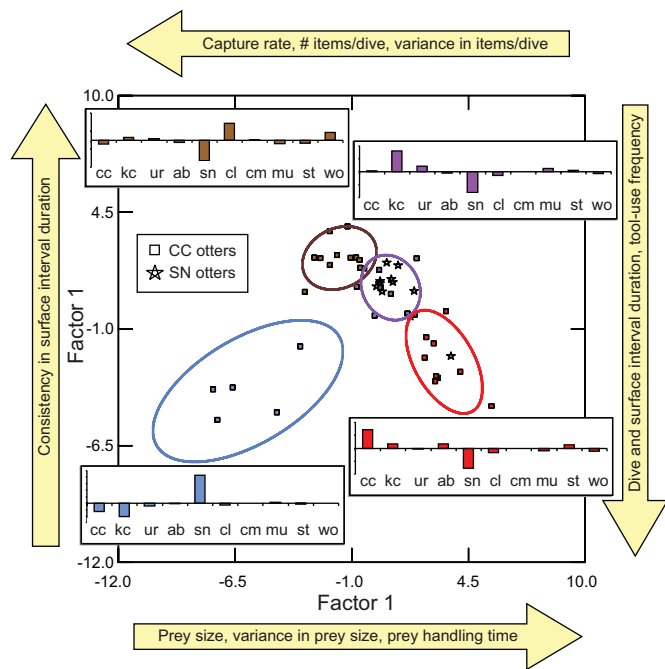 Capture rate, # items/dive, variance in items/dive
Consistency in surface interval duration
Dive and surface interval duration, tool-use frequency
10.0
4.5
-1.0
-6.5
-12.0
Factor 1
cc kc ur ab sn cl cm mu st wo
cc kc ur ab sn cl cm mu st wo
CC otters
SN otters
cc kc ur ab sn cl cm mu st wo
cc kc ur ab sn cl cm mu st wo
-12.0 -6.5 -1.0 4.5 10.0
Factor 1
Prey size, variance in prey size, prey handling time